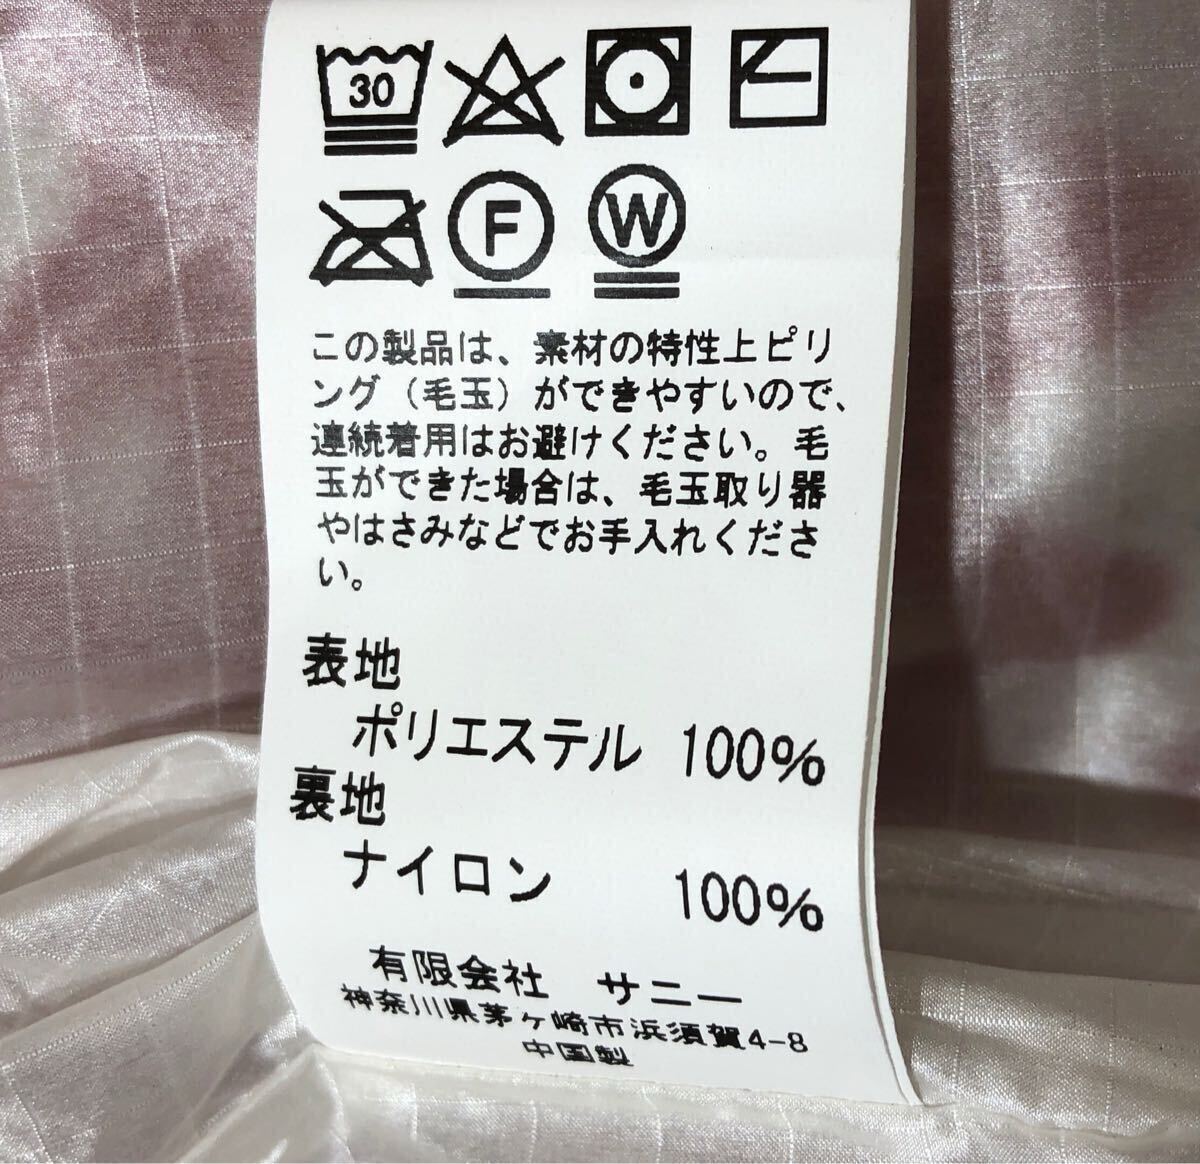 30
F W
この製品は、素材の特性上ピリ
ング（毛玉）ができやすいので、
連続着用はお避けください。毛
玉ができた場合は、毛玉取り器
やはさみなどでお手入れくださ
い。
表地
ポリエステル 100%
裏地
ナイロン 100%
有限会社 サニー
神奈川県茅ヶ崎市浜須賀4-8
中国製